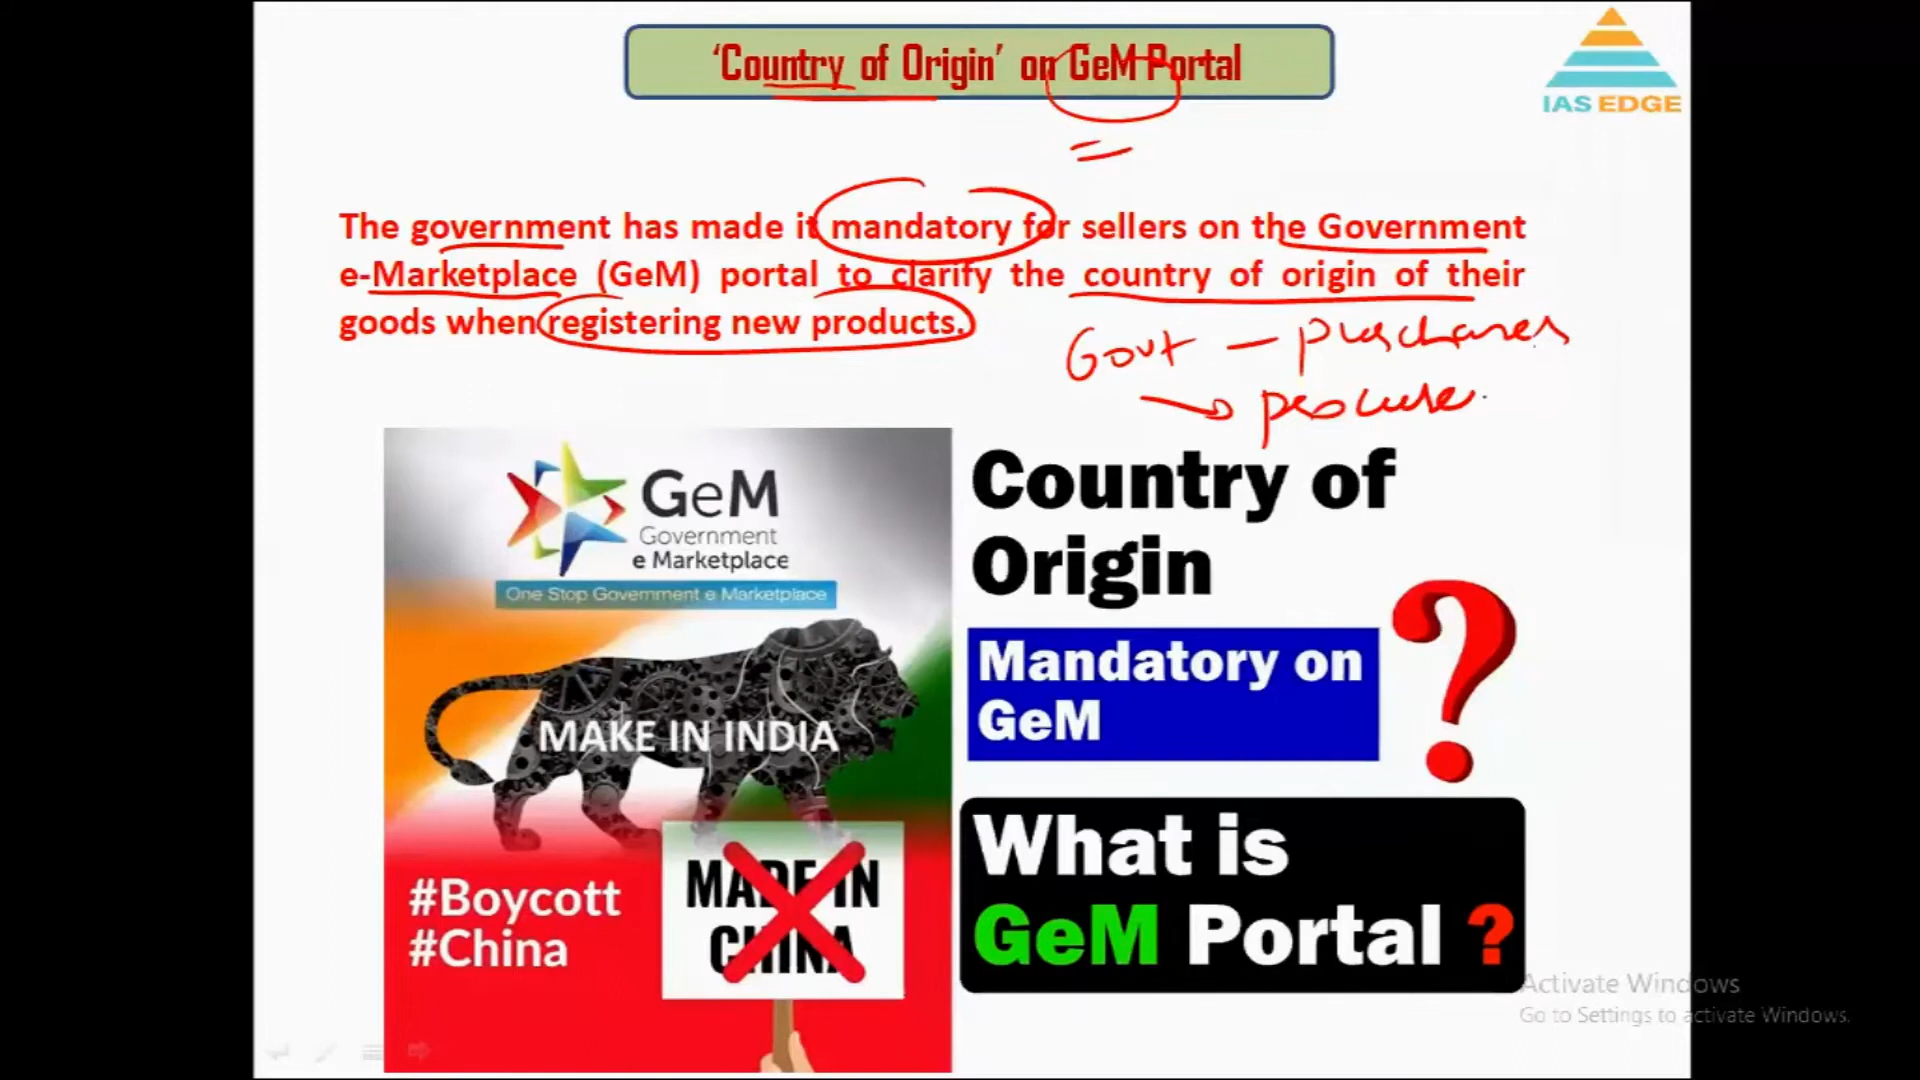 ‘Country of Origin’ on GeM Portal
IAS EDGE
The government has made it mandatory for sellers on the Government
e-Marketplace (GeM) portal to clarify the country of origin of their
goods when registering new products.
Govt – purchases
→ procure
GeM
Government
e Marketplace
One Stop Government e Marketplace
MAKE IN INDIA
#Boycott
#China
MADE IN
CHINA
Country of
Origin
Mandatory on
GeM
?
What is
GeM Portal ?
Activate Windows
Go to Settings to activate Windows.